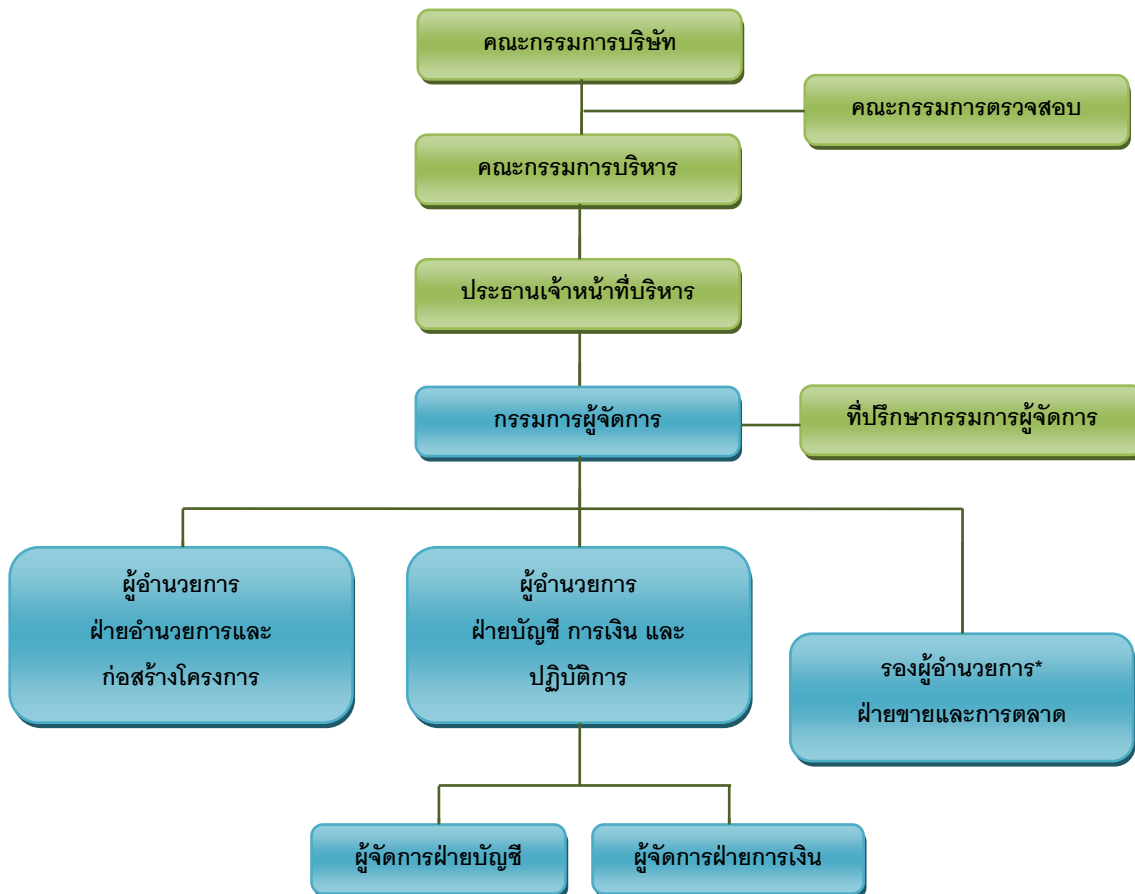 คณะกรรมการบริษัท
คณะกรรมการตรวจสอบ
คณะกรรมการบริหาร
ประธานเจ้าหน้าที่บริหาร
กรรมการผู้จัดการ
ที่ปรึกษากรรมการผู้จัดการ
ผู้อำนวยการ
ฝ่ายอำนวยการและ
ก่อสร้างโครงการ
ผู้อำนวยการ
ฝ่ายบัญชี การเงิน และ
ปฏิบัติการ
รองผู้อำนวยการ*
ฝ่ายขายและการตลาด
ผู้จัดการฝ่ายบัญชี
ผู้จัดการฝ่ายการเงิน